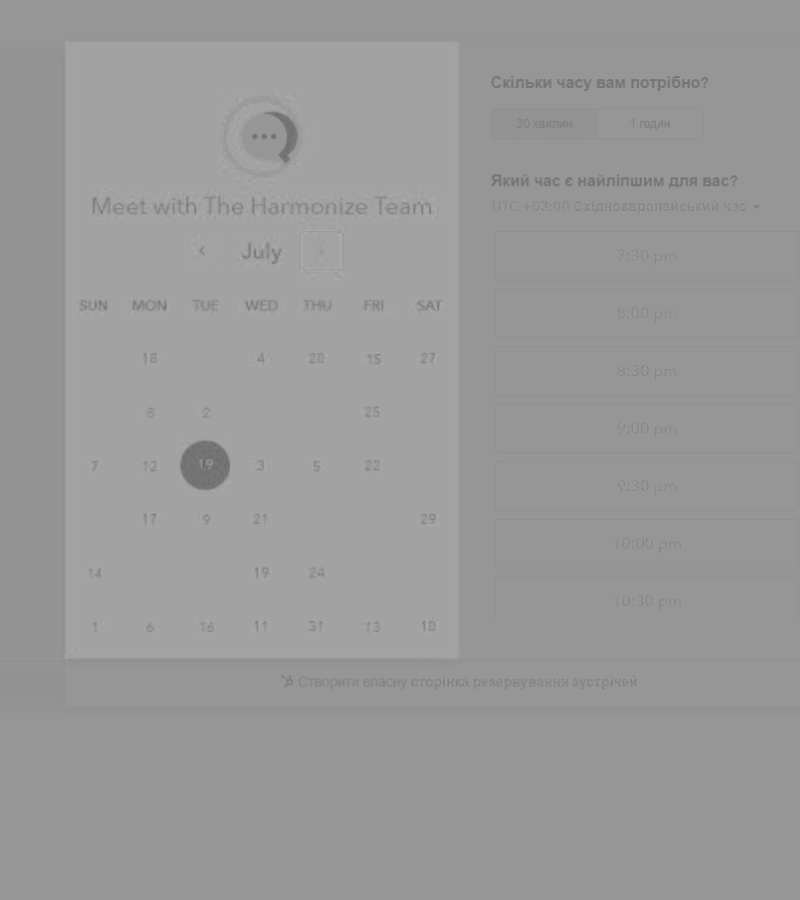 Meet with The Harmonize Team
July
SUN MON TUE WED THU FRI SAT
18 4 28 15 27
8 2 25
7 12 19 3 5 22
17 9 21 29
14 19 24
1 6 16 11 31 13 18
Скільки часу вам потрібно?
30 хвилин 1 годин
Який час є найліпшим для вас?
UTC +03:00 Східноєвропейський час
7:30 pm
8:00 pm
8:30 pm
9:00 pm
9:30 pm
10:00 pm
10:30 pm
Створити власну сторінка резервування зустрічей